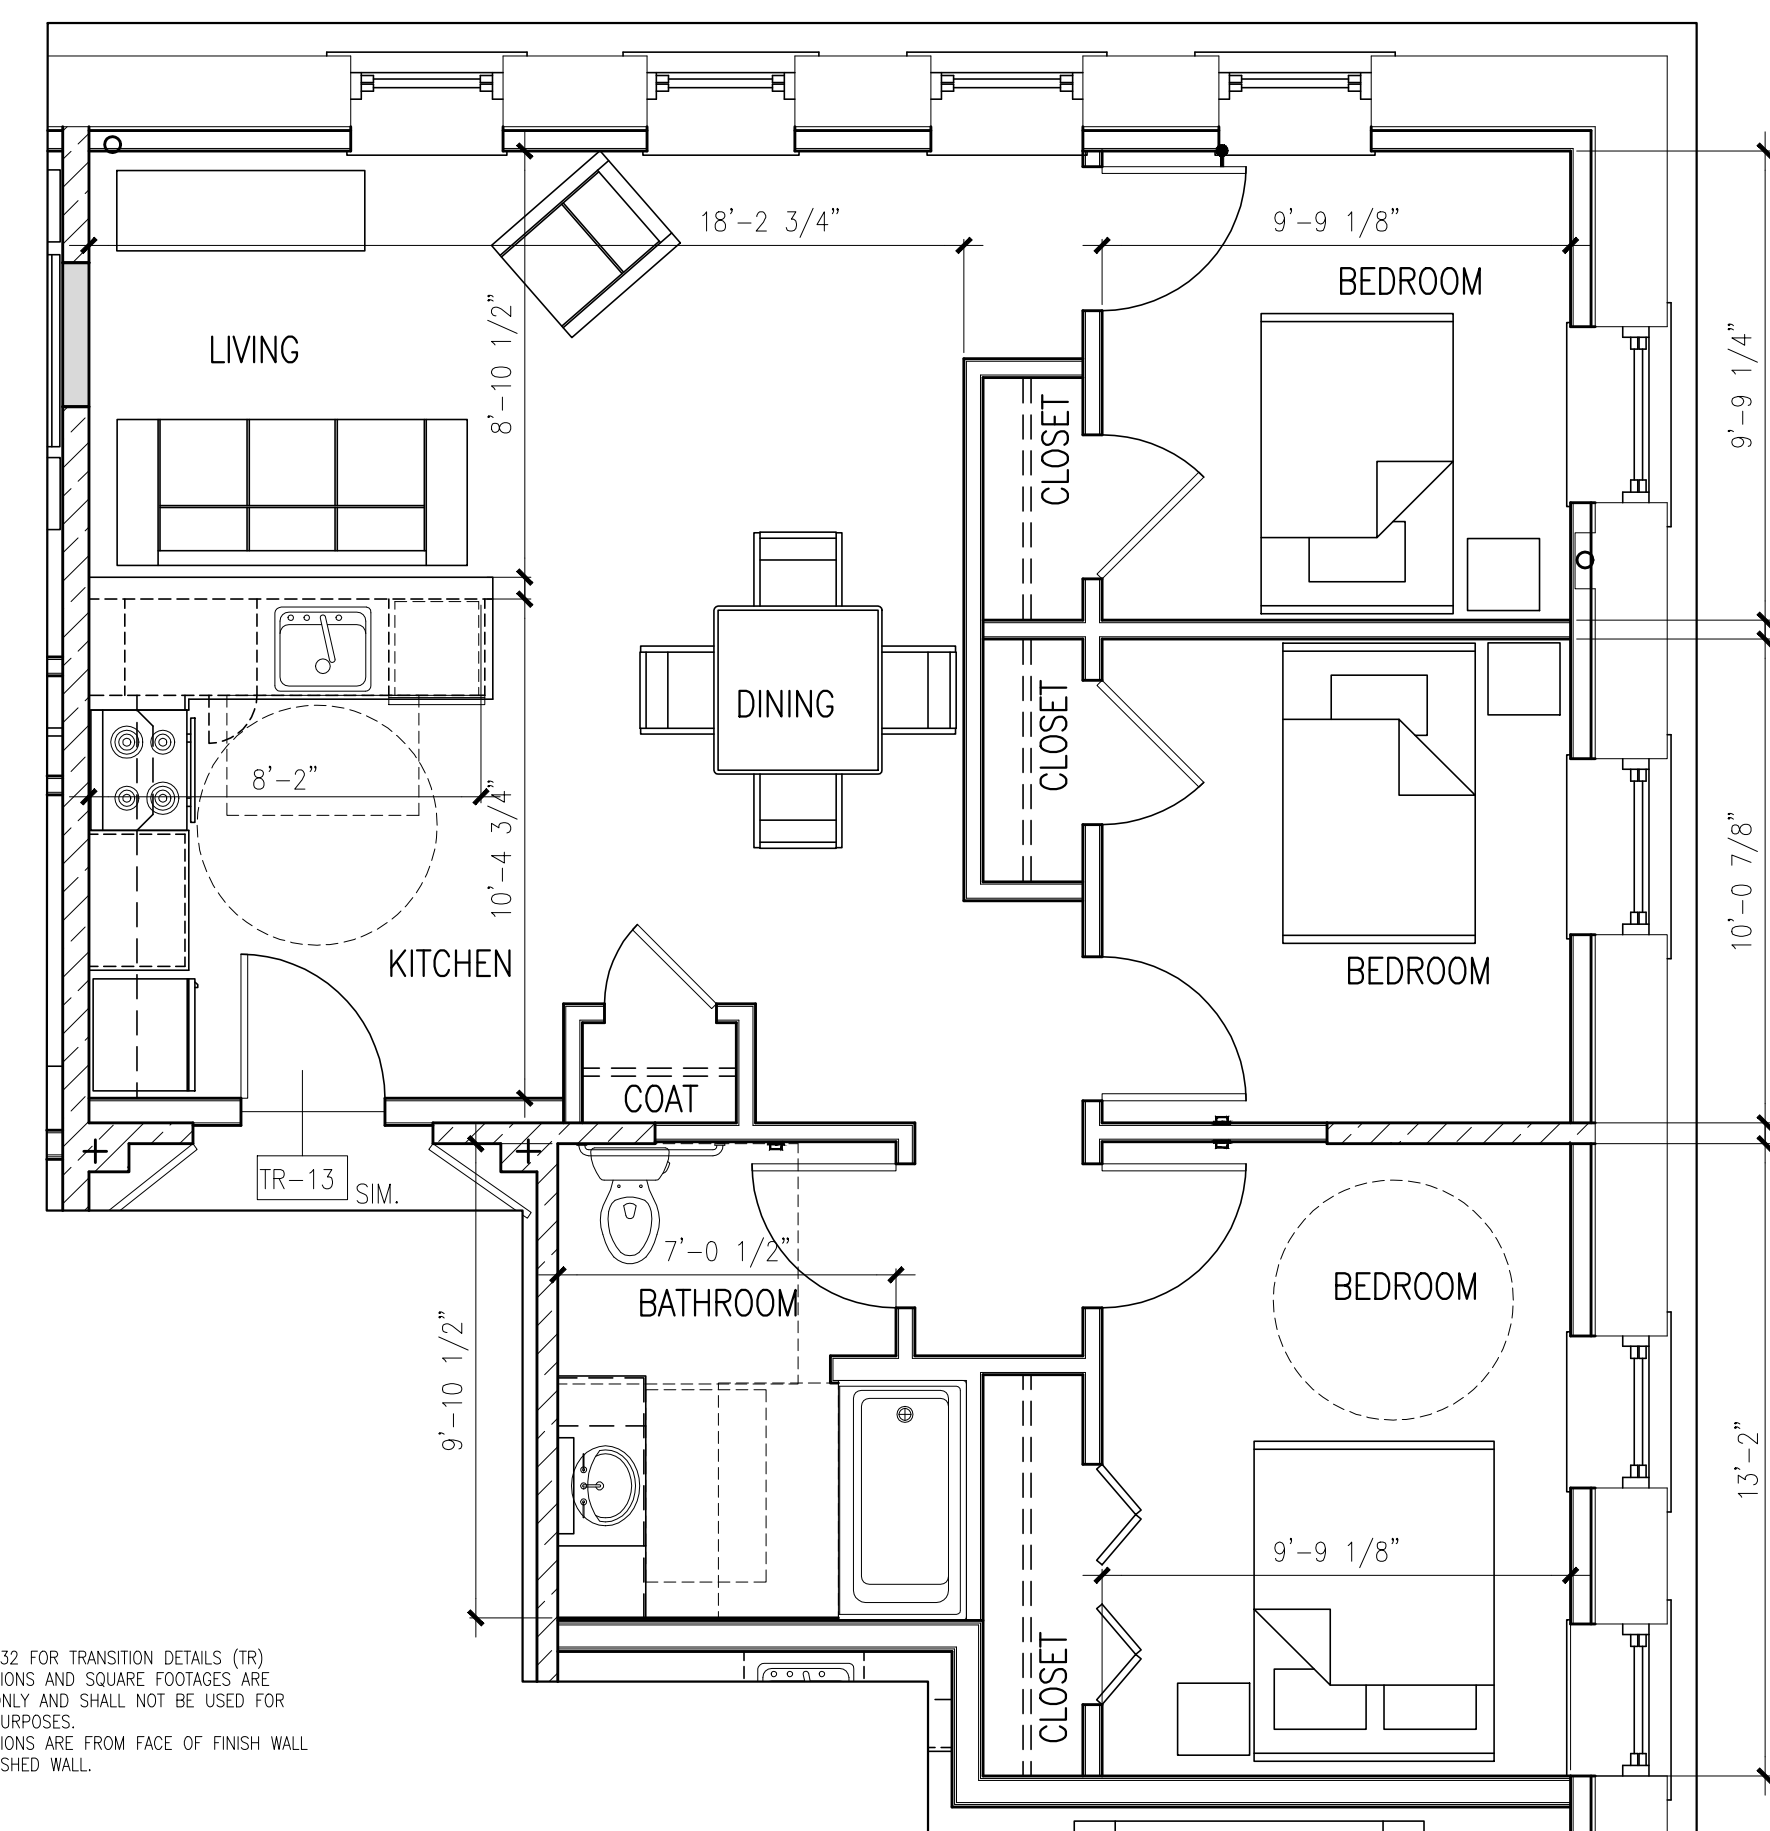 18'-2 3/4"
9'-9 1/8"
BEDROOM
8'-10 1/2"
LIVING
9'-9 1/4"
CLOSET
DINING
CLOSET
8'-2"
10'-4 3/4"
10'-0 7/8"
KITCHEN
BEDROOM
COAT
TR-13
SIM.
7'-0 1/2"
BATHROOM
BEDROOM
9'-10 1/2"
13'-2"
9'-9 1/8"
CLOSET
32 FOR TRANSITION DETAILS (TR)
IONS AND SQUARE FOOTAGES ARE
NLY AND SHALL NOT BE USED FOR
URPOSES.
IONS ARE FROM FACE OF FINISH WALL
SHED WALL.